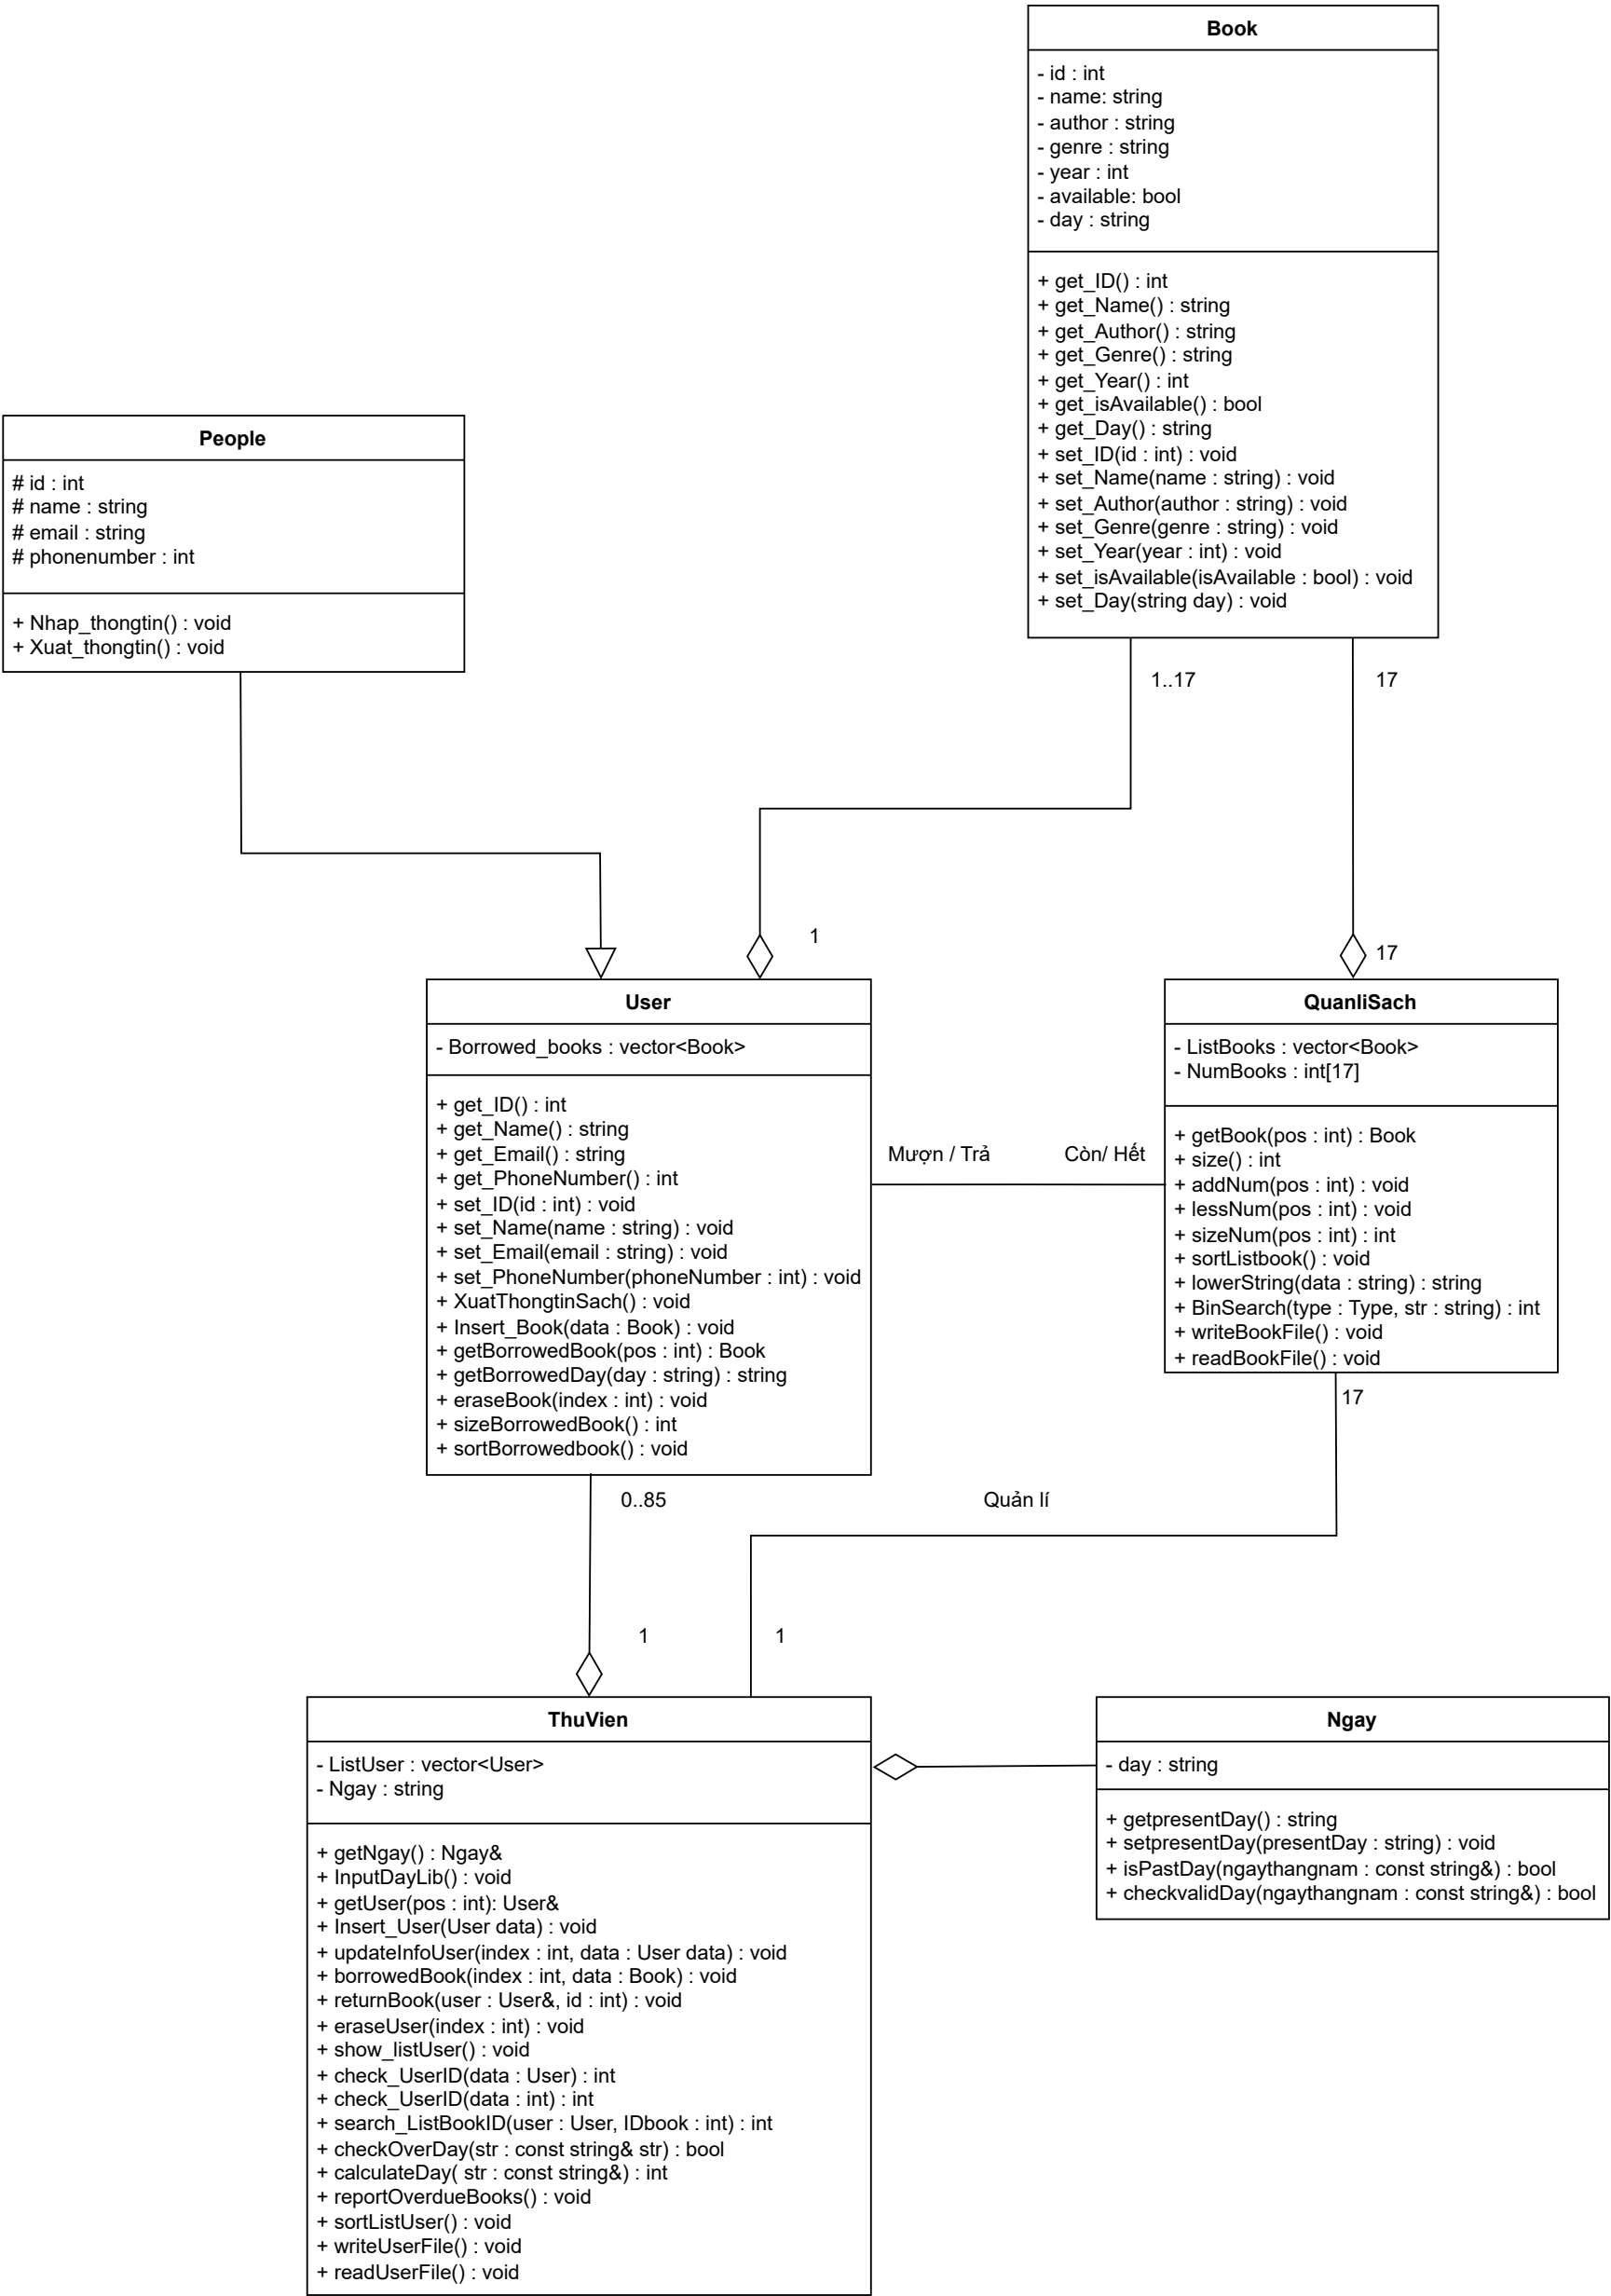 Book
- id : int
- name: string
- author : string
- genre : string
- year : int
- available: bool
- day : string
+ get_ID() : int
+ get_Name() : string
+ get_Author() : string
+ get_Genre() : string
+ get_Year() : int
+ get_isAvailable() : bool
+ get_Day() : string
+ set_ID(id : int) : void
+ set_Name(name : string) : void
+ set_Author(author : string) : void
+ set_Genre(genre : string) : void
+ set_Year(year : int) : void
+ set_isAvailable(isAvailable : bool) : void
+ set_Day(string day) : void
People
# id : int
# name : string
# email : string
# phonenumber : int
+ Nhap_thongtin() : void
+ Xuat_thongtin() : void
1..17
17
1
17
User
- Borrowed_books : vector<Book>
+ get_ID() : int
+ get_Name() : string
+ get_Email() : string
+ get_PhoneNumber() : int
+ set_ID(id : int) : void
+ set_Name(name : string) : void
+ set_Email(email : string) : void
+ set_PhoneNumber(phoneNumber : int) : void
+ XuatThongtinSach() : void
+ Insert_Book(data : Book) : void
+ getBorrowedBook(pos : int) : Book
+ getBorrowedDay(day : string) : string
+ eraseBook(index : int) : void
+ sizeBorrowedBook() : int
+ sortBorrowedbook() : void
Mượn / Trả
Còn/ Hết
QuanliSach
- ListBooks : vector<Book>
- NumBooks : int[17]
+ getBook(pos : int) : Book
+ size() : int
+ addNum(pos : int) : void
+ lessNum(pos : int) : void
+ sizeNum(pos : int) : int
+ sortListbook() : void
+ lowerString(data : string) : string
+ BinSearch(type : Type, str : string) : int
+ writeBookFile() : void
+ readBookFile() : void
17
0..85
Quản lí
1
1
ThuVien
- ListUser : vector<User>
- Ngay : string
+ getNgay() : Ngay&
+ InputDayLib() : void
+ getUser(pos : int): User&
+ Insert_User(User data) : void
+ updateInfoUser(index : int, data : User data) : void
+ borrowedBook(index : int, data : Book) : void
+ returnBook(user : User&, id : int) : void
+ eraseUser(index : int) : void
+ show_listUser() : void
+ check_UserID(data : User) : int
+ check_UserID(data : int) : int
+ search_ListBookID(user : User, IDbook : int) : int
+ checkOverDay(str : const string& str) : bool
+ calculateDay( str : const string&) : int
+ reportOverdueBooks() : void
+ sortListUser() : void
+ writeUserFile() : void
+ readUserFile() : void
Ngay
- day : string
+ getpresentDay() : string
+ setpresentDay(presentDay : string) : void
+ isPastDay(ngaythangnam : const string&) : bool
+ checkvalidDay(ngaythangnam : const string&) : bool